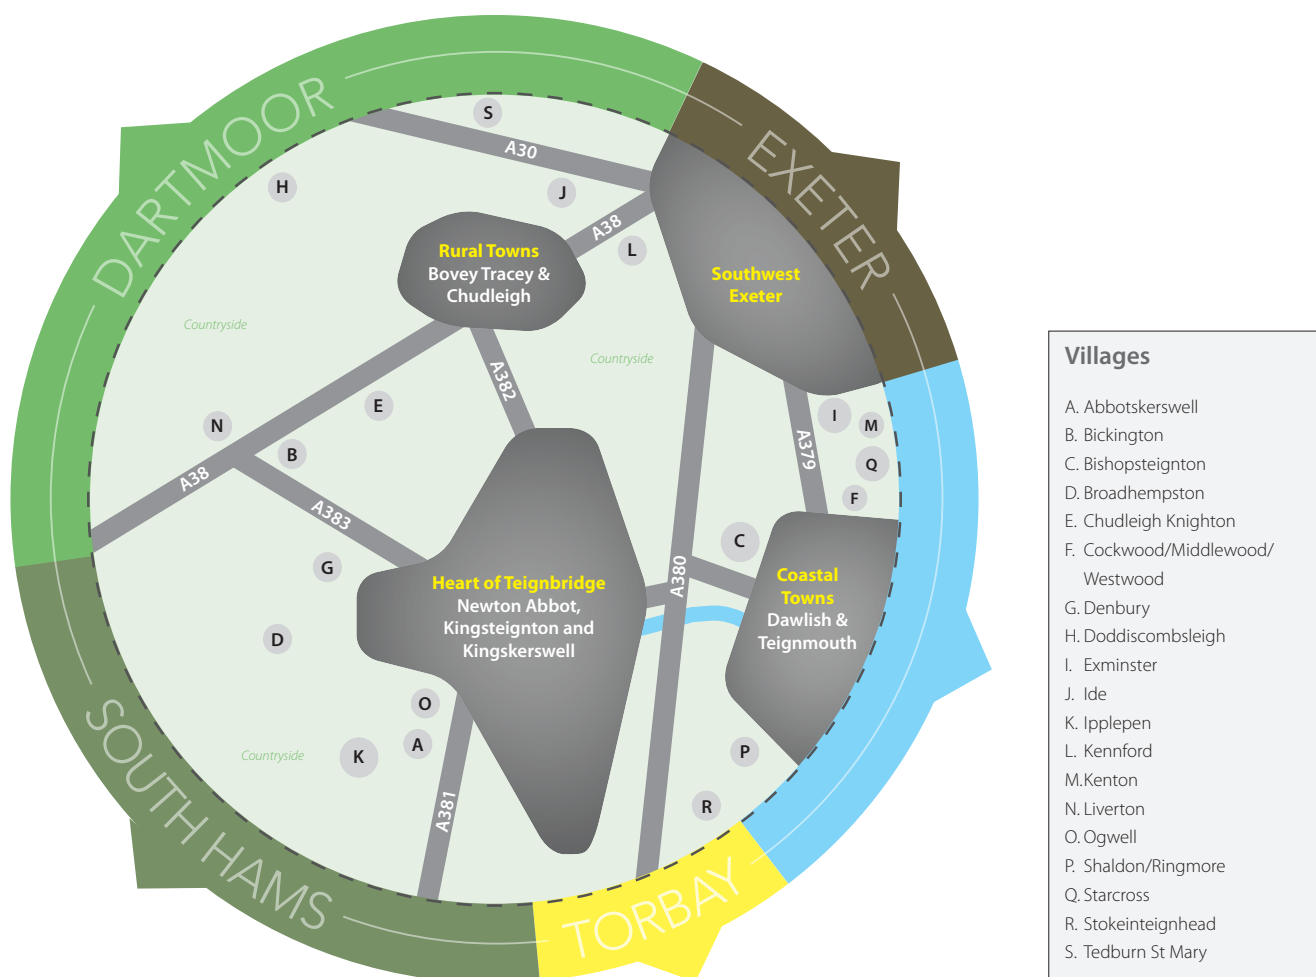 DARTMOOR
EXETER
SOUTH HAMS
TORBAY
S
A30
H
J
A38
L
Rural Towns
Bovey Tracey &
Chudleigh
Southwest
Exeter
Countryside
Countryside
A382
E
I
M
N
B
A379
Q
A38
F
A383
C
G
A380
Heart of Teignbridge
Newton Abbot,
Kingsteignton and
Kingskerswell
Coastal
Towns
Dawlish &
Teignmouth
D
O
A
K
Countryside
P
A381
R
Villages
A. Abbotskerswell
B. Bickington
C. Bishopsteignton
D. Broadhempston
E. Chudleigh Knighton
F. Cockwood/Middlewood/
Westwood
G. Denbury
H. Doddiscombsleigh
I. Exminster
J. Ide
K. Ipplepen
L. Kennford
M.Kenton
N. Liverton
O. Ogwell
P. Shaldon/Ringmore
Q. Starcross
R. Stokeinteignhead
S. Tedburn St Mary